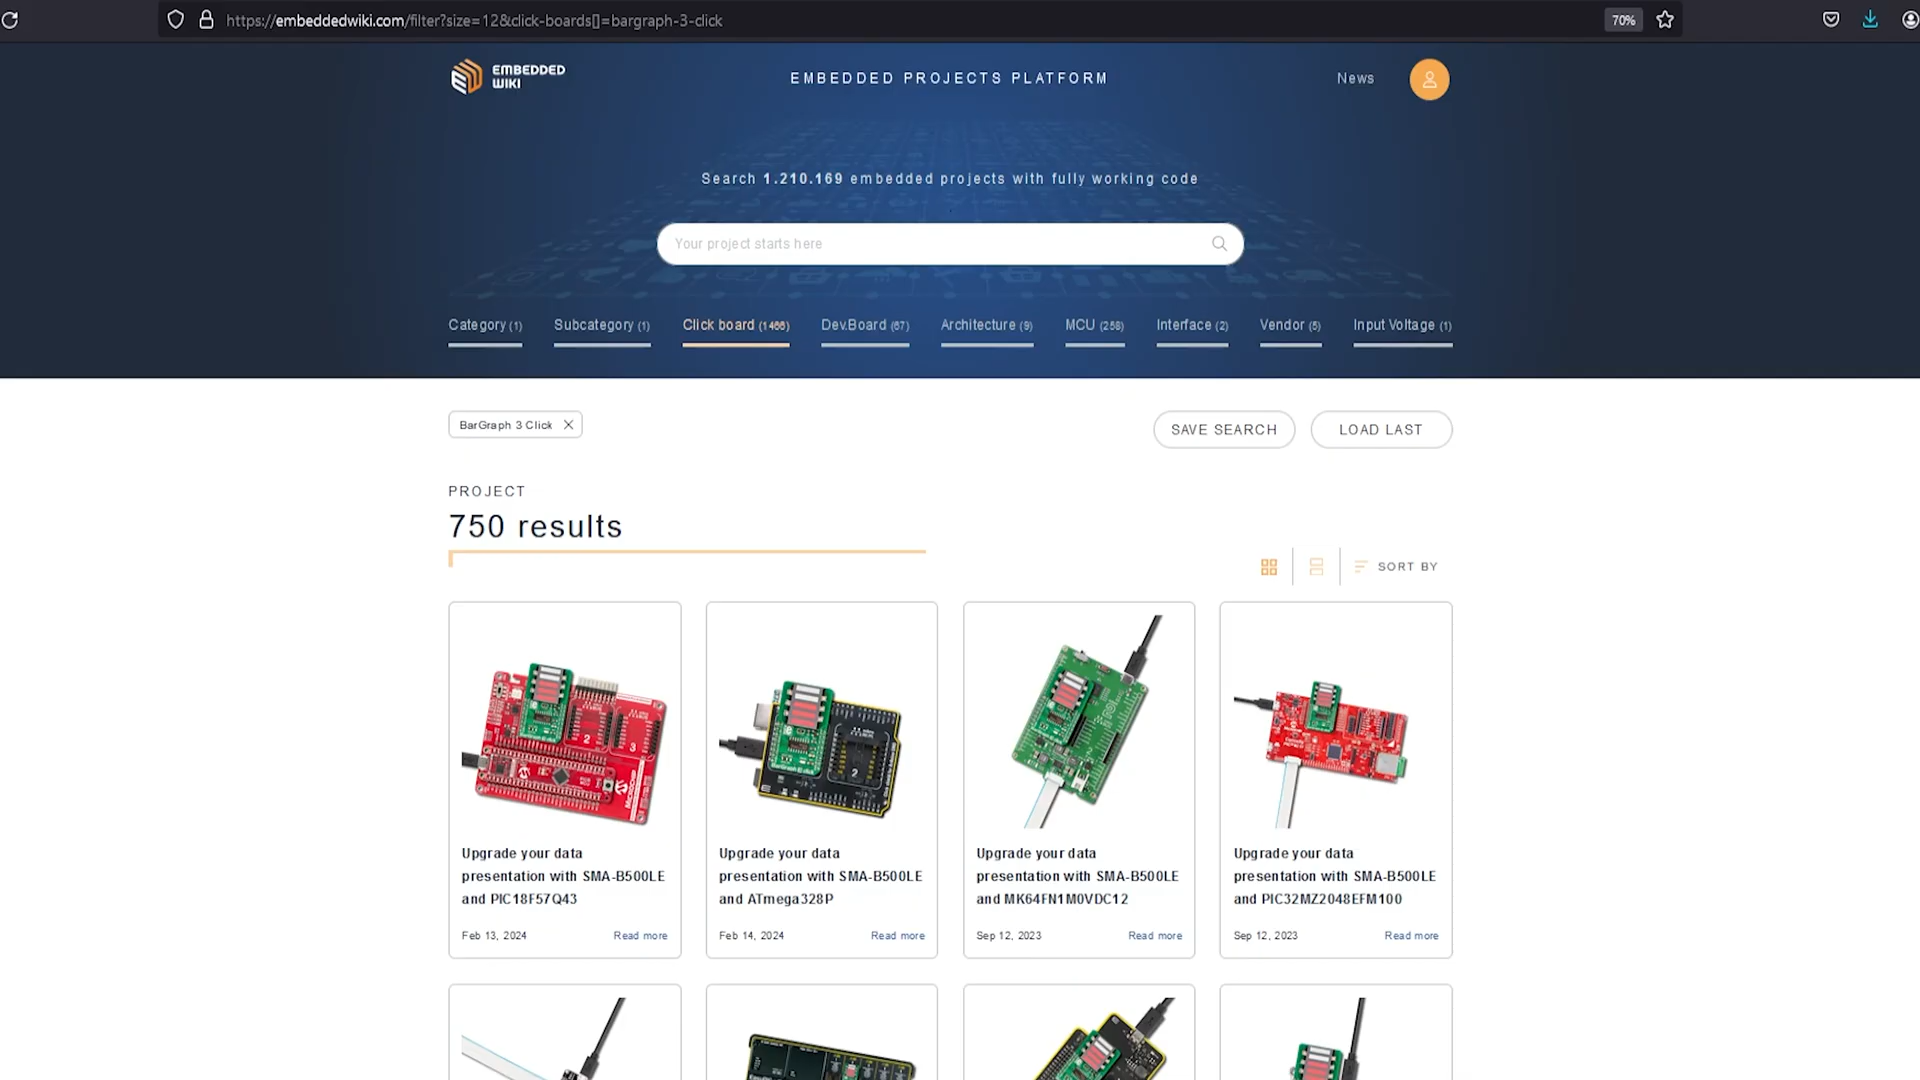 https://embeddedwiki.com/filter?size=12&click-boards[]=bargraph-3-click
70%
EMBEDDED
WIKI
EMBEDDED PROJECTS PLATFORM
News
Search 1.210.169 embedded projects with fully working code
Your project starts here
Category (1)
Subcategory (1)
Click board (1466)
Dev.Board (67)
Architecture (9)
MCU (258)
Interface (2)
Vendor (5)
Input Voltage (1)
BarGraph 3 Click
SAVE SEARCH
LOAD LAST
PROJECT
750 results
SORT BY
Upgrade your data
presentation with SMA-B500LE
and PIC18F57Q43
Feb 13, 2024
Read more
Upgrade your data
presentation with SMA-B500LE
and ATmega328P
Feb 14, 2024
Read more
Upgrade your data
presentation with SMA-B500LE
and MK64FN1M0VDC12
Sep 12, 2023
Read more
Upgrade your data
presentation with SMA-B500LE
and PIC32MZ2048EFM100
Sep 12, 2023
Read more